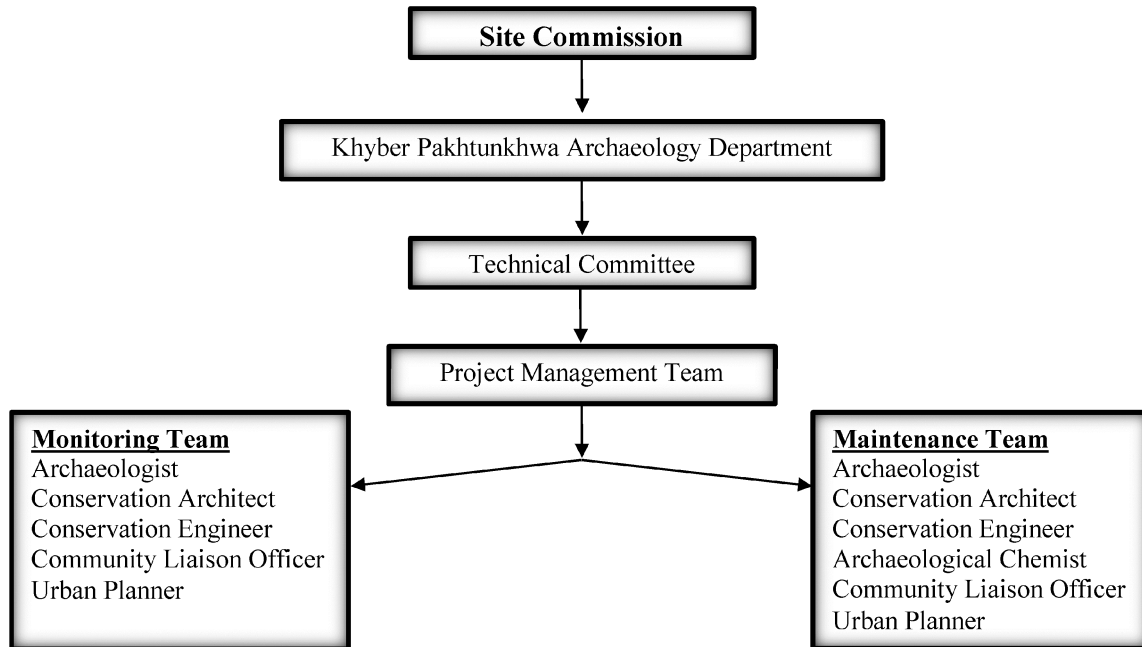 Site Commission
Khyber Pakhtunkhwa Archaeology Department
Technical Committee
Project Management Team
Monitoring Team
Archaeologist
Conservation Architect
Conservation Engineer
Community Liaison Officer
Urban Planner
Maintenance Team
Archaeologist
Conservation Architect
Conservation Engineer
Archaeological Chemist
Community Liaison Officer
Urban Planner